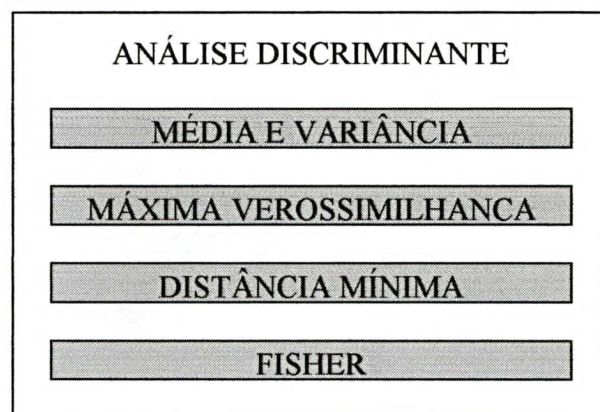 ANÁLISE DISCRIMINANTE
MÉDIA E VARIÂNCIA
MÁXIMA VEROSSIMILHANCA
DISTÂNCIA MÍNIMA
FISHER